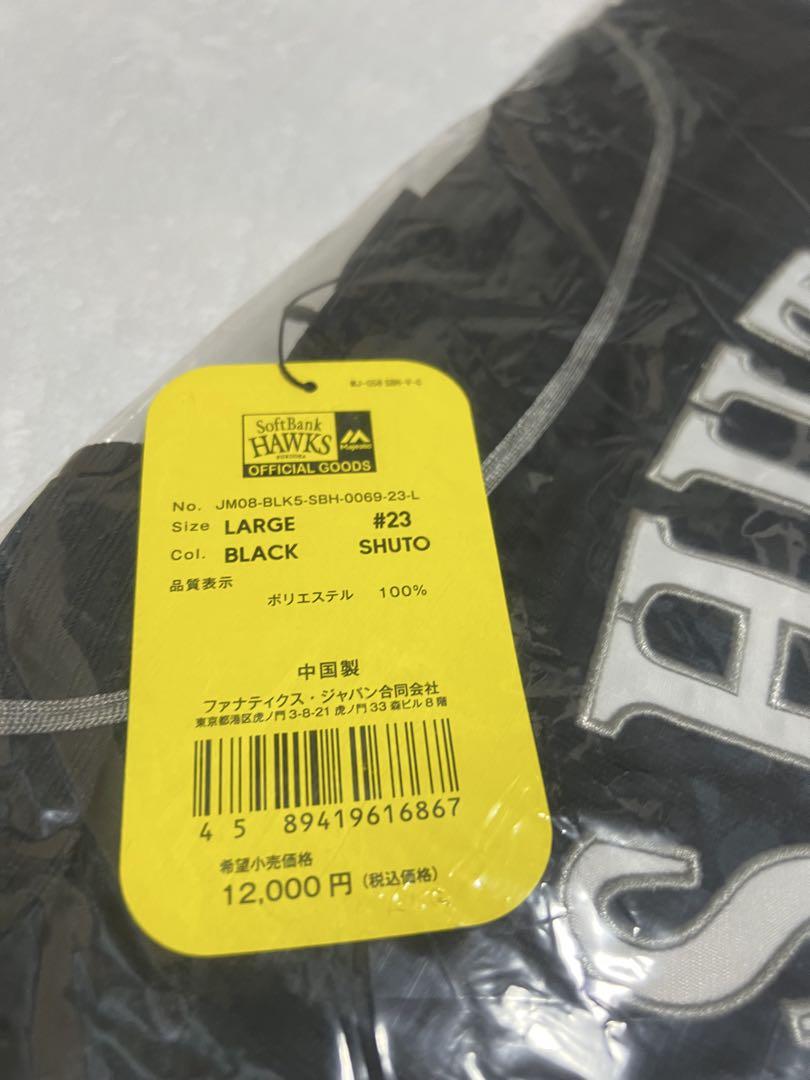 SoftBank
HAWKS
FUKUOKA
Majestic
OFFICIAL GOODS
No. JM08-BLK5-SBH-0069-23-L
Size LARGE #23
Col. BLACK SHUTO
品質表示
ポリエステル 100%
中国製
ファナティクス・ジャパン合同会社
東京都港区虎ノ門 3-8-21 虎ノ門 33 森ビル 8 階
4 5 89419616867
希望小売価格
12,000 円 (税込価格)
SHU